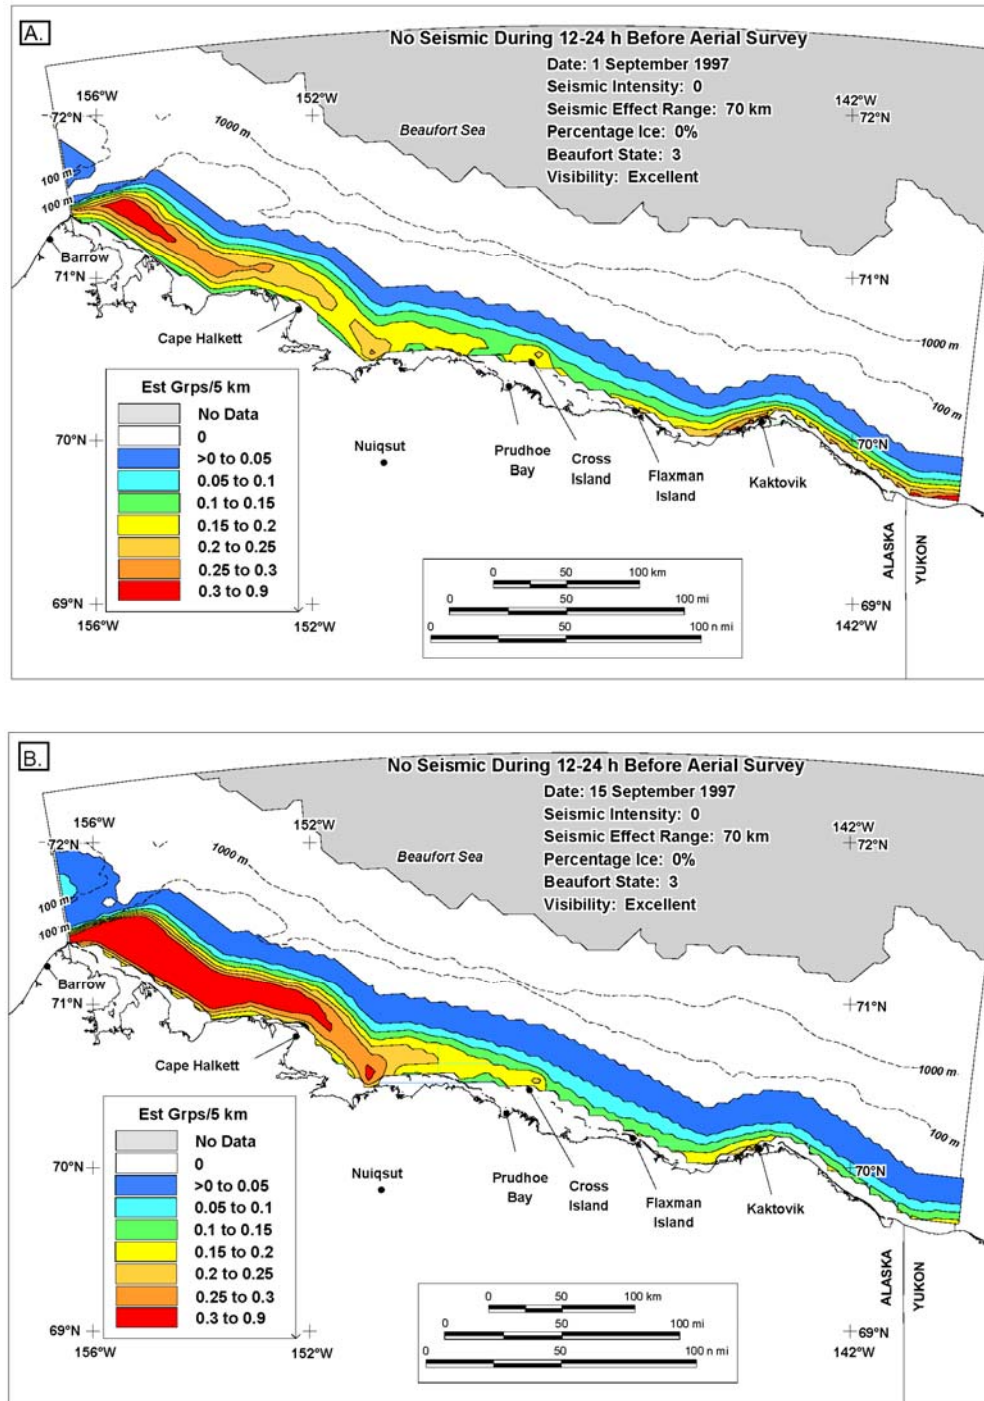 A.
No Seismic During 12-24 h Before Aerial Survey
Date: 1 September 1997
Seismic Intensity: 0
Seismic Effect Range: 70 km
Percentage Ice: 0%
Beaufort State: 3
Visibility: Excellent
156°W
152°W
142°W
72°N
72°N
1000 m
Beaufort Sea
100 m
100 m
Barrow
71°N
71°N
1000 m
Cape Halkett
100 m
Est Grps/5 km
No Data
0
>0 to 0.05
0.05 to 0.1
0.1 to 0.15
0.15 to 0.2
0.2 to 0.25
0.25 to 0.3
0.3 to 0.9
70°N
70°N
Nuiqsut
Prudhoe
Bay
Cross
Island
Flaxman
Island
Kaktovik
ALASKA
YUKON
0 50 100 km
0 50 100 mi
0 50 100 n mi
69°N
69°N
156°W
152°W
142°W
B.
No Seismic During 12-24 h Before Aerial Survey
Date: 15 September 1997
Seismic Intensity: 0
Seismic Effect Range: 70 km
Percentage Ice: 0%
Beaufort State: 3
Visibility: Excellent
156°W
152°W
142°W
72°N
72°N
1000 m
Beaufort Sea
100 m
100 m
Barrow
71°N
71°N
1000 m
Cape Halkett
100 m
Est Grps/5 km
No Data
0
>0 to 0.05
0.05 to 0.1
0.1 to 0.15
0.15 to 0.2
0.2 to 0.25
0.25 to 0.3
0.3 to 0.9
70°N
70°N
Nuiqsut
Prudhoe
Bay
Cross
Island
Flaxman
Island
Kaktovik
ALASKA
YUKON
0 50 100 km
0 50 100 mi
0 50 100 n mi
69°N
69°N
156°W
152°W
142°W